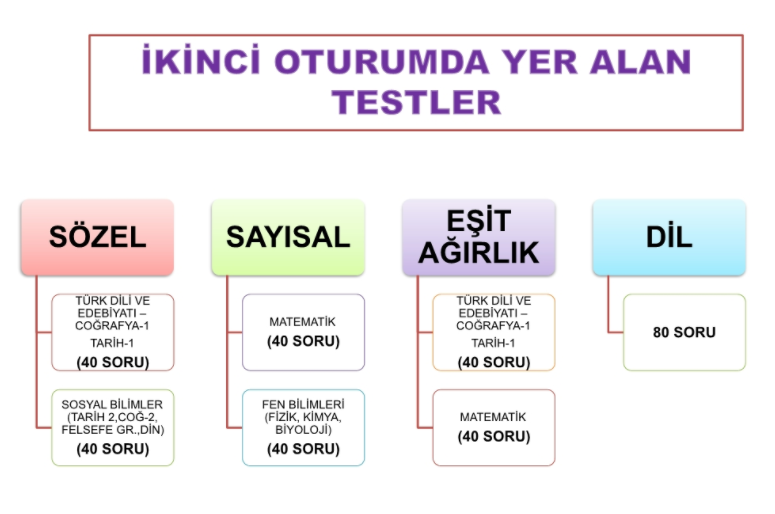 İKİNCİ OTURUMDA YER ALAN
TESTLER
SÖZEL
TÜRK DİLİ VE
EDEBİYATI –
COĞRAFYA-1
TARİH-1
(40 SORU)
SOSYAL BİLİMLER
(TARİH 2,COĞ-2,
FELSEFE GR.,DİN)
(40 SORU)
SAYISAL
MATEMATİK
(40 SORU)
FEN BİLİMLERİ
(FİZİK, KİMYA,
BİYOLOJİ)
(40 SORU)
EŞİT
AĞIRLIK
TÜRK DİLİ VE
EDEBİYATI –
COĞRAFYA-1
TARİH-1
(40 SORU)
MATEMATİK
(40 SORU)
DİL
80 SORU